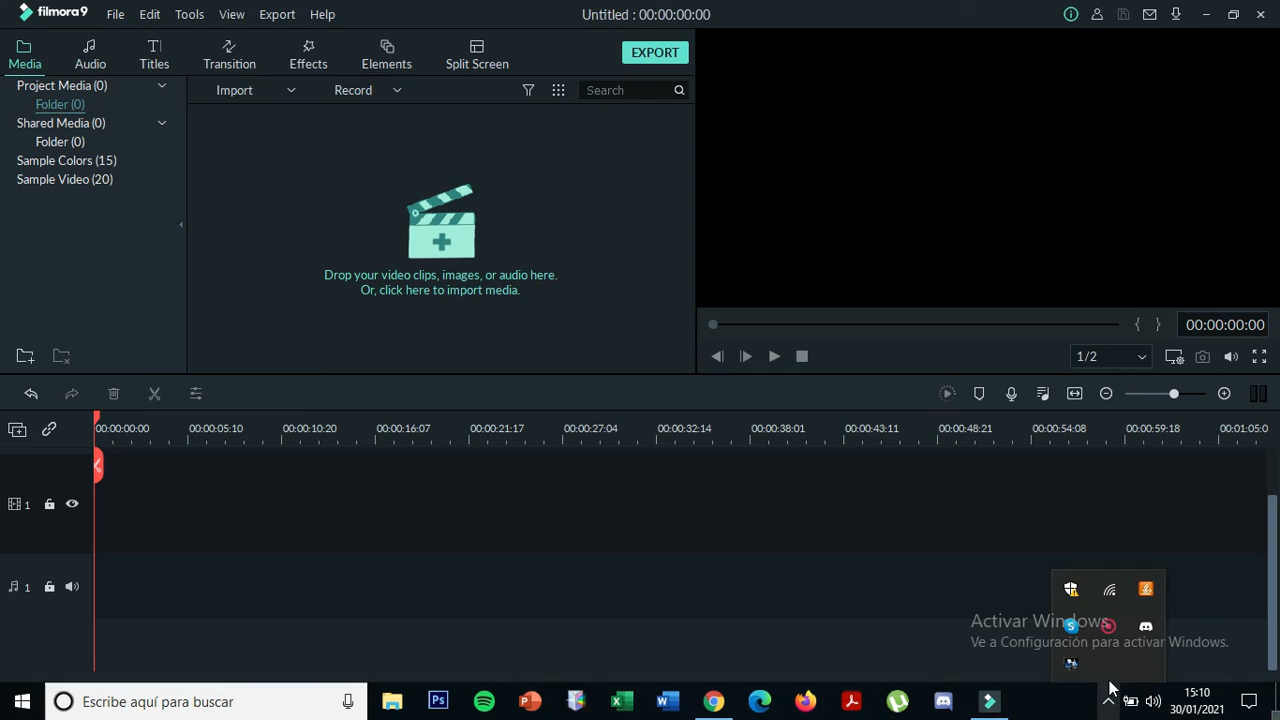 filmora9
File Edit Tools View Export Help
Untitled : 00:00:00:00
Media Audio Titles Transition Effects Elements Split Screen
EXPORT
Project Media (0)
Folder (0)
Shared Media (0)
Folder (0)
Sample Colors (15)
Sample Video (20)
Import Record Search
Drop your video clips, images, or audio here.
Or, click here to import media.
00:00:00:00
1/2
00:00:00:00 00:00:05:10 00:00:10:20 00:00:16:07 00:00:21:17 00:00:27:04 00:00:32:14 00:00:38:01 00:00:43:11 00:00:48:21 00:00:54:08 00:00:59:18 00:01:05:0
1
1
Activar Windows
Ve a Configuración para activar Windows.
Escribe aquí para buscar
15:10
30/01/2021